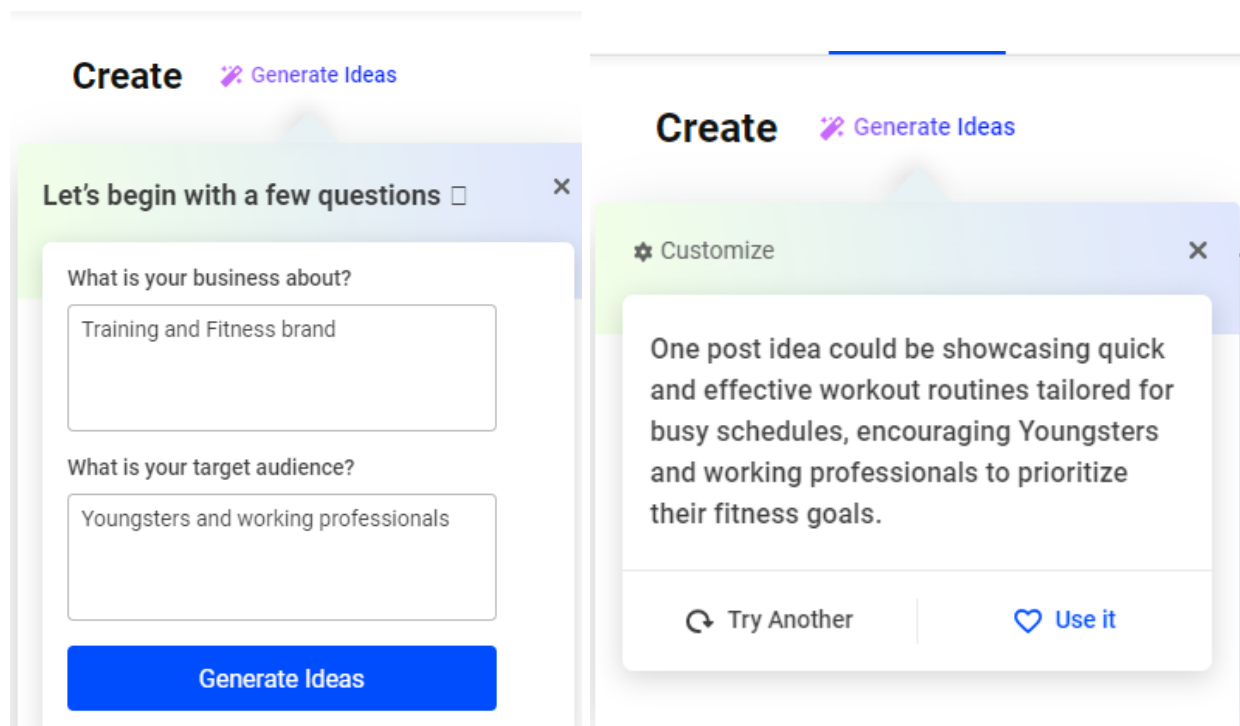 Create
Generate Ideas
Let’s begin with a few questions
What is your business about?
Training and Fitness brand
What is your target audience?
Youngsters and working professionals
Generate Ideas
Create
Generate Ideas
Customize
One post idea could be showcasing quick
and effective workout routines tailored for
busy schedules, encouraging Youngsters
and working professionals to prioritize
their fitness goals.
Try Another
Use it